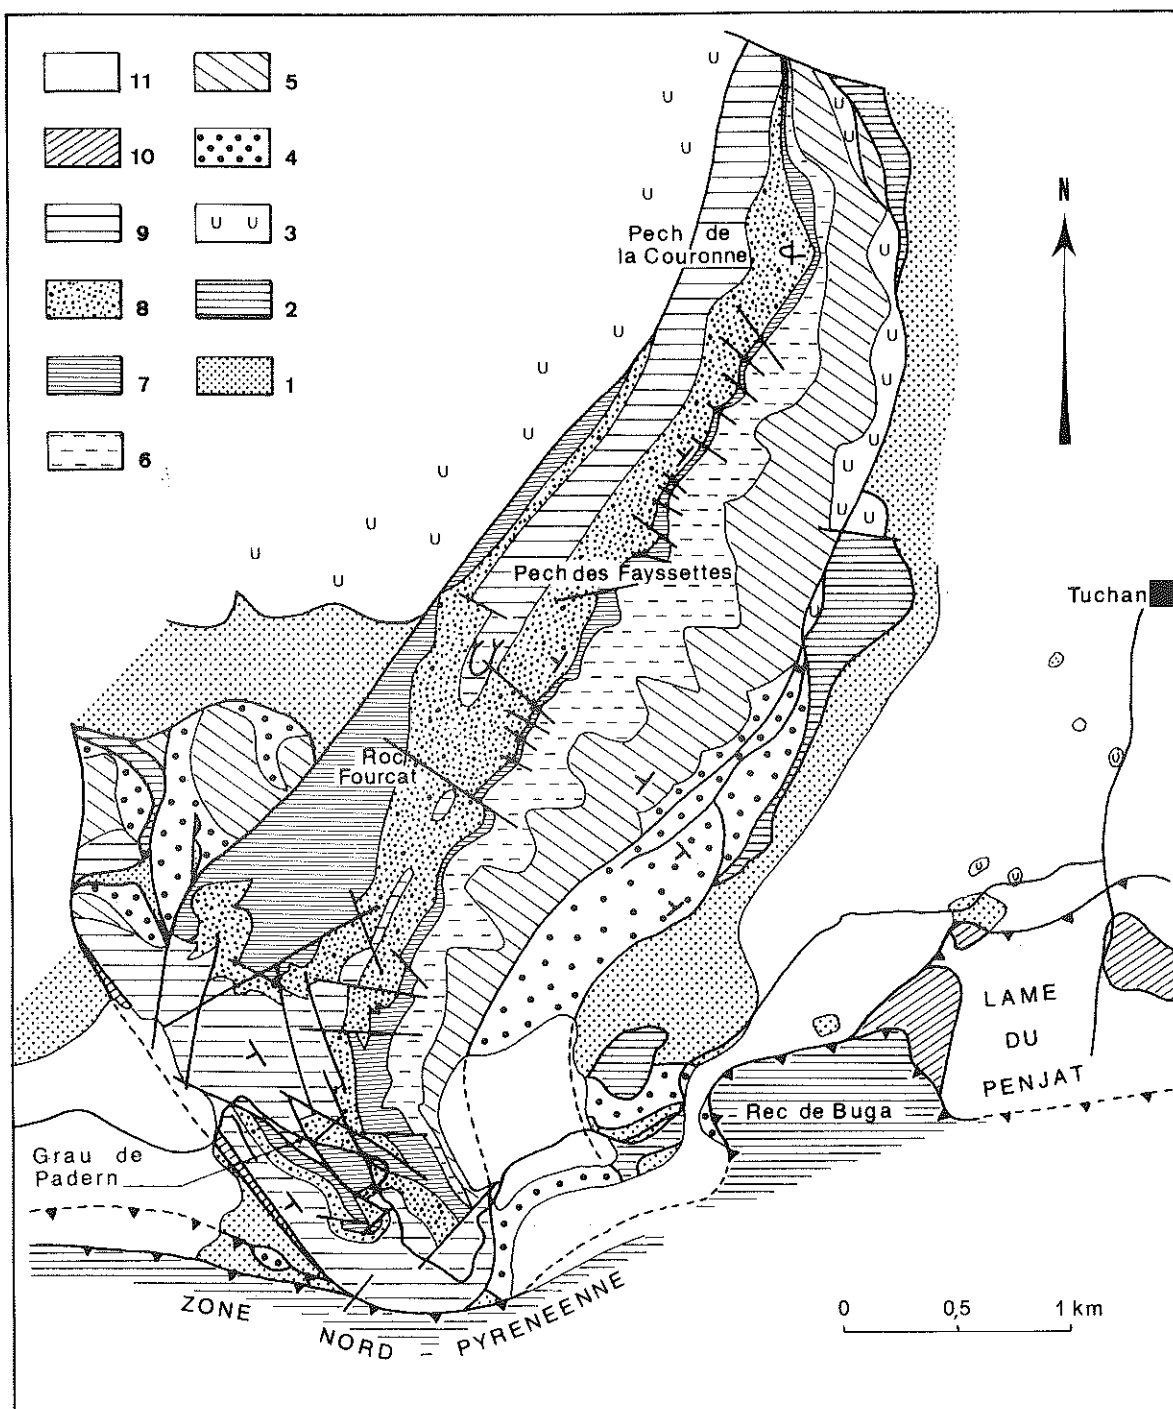 11 5
10 4
9 U U 3
8 2
7 1
6
N
Pech de
la Couronne
Pech des Fayssettes
Tuchan
Roc
Fourcat
LAME
DU
PENJAT
Rec de Buga
Grau de
Padern
ZONE NORD - PYRENEENNE
0 0,5 1 km